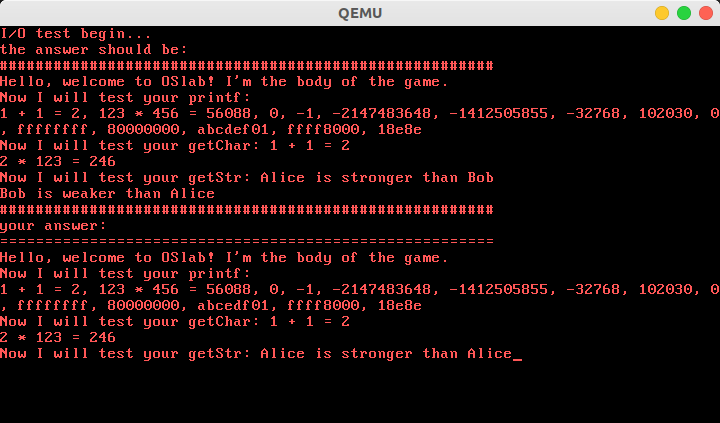 QEMU
I/O test begin...
the answer should be:
#######################################################
Hello, welcome to OSlab! I'm the body of the game.
Now I will test your printf:
1 + 1 = 2, 123 * 456 = 56088, 0, -1, -2147483648, -1412505855, -32768, 102030, 0
, ffffffff, 80000000, abcdef01, ffff8000, 18e8e
Now I will test your getChar: 1 + 1 = 2
2 * 123 = 246
Now I will test your getStr: Alice is stronger than Bob
Bob is weaker than Alice
#######################################################
your answer:
=======================================================
Hello, welcome to OSlab! I'm the body of the game.
Now I will test your printf:
1 + 1 = 2, 123 * 456 = 56088, 0, -1, -2147483648, -1412505855, -32768, 102030, 0
, ffffffff, 80000000, abcedf01, ffff8000, 18e8e
Now I will test your getChar: 1 + 1 = 2
2 * 123 = 246
Now I will test your getStr: Alice is stronger than Alice_